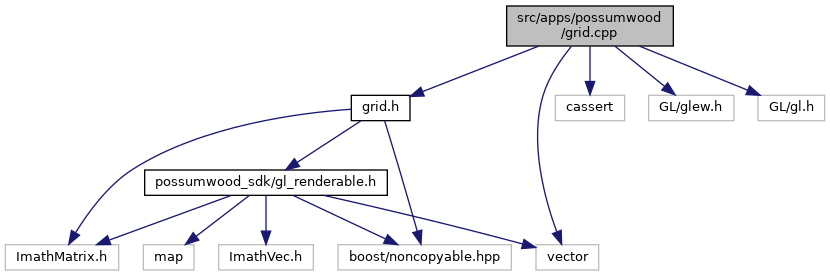 src/apps/possumwood
/grid.cpp
grid.h
cassert
GL/glew.h
GL/gl.h
possumwood_sdk/gl_renderable.h
ImathMatrix.h
map
ImathVec.h
boost/noncopyable.hpp
vector